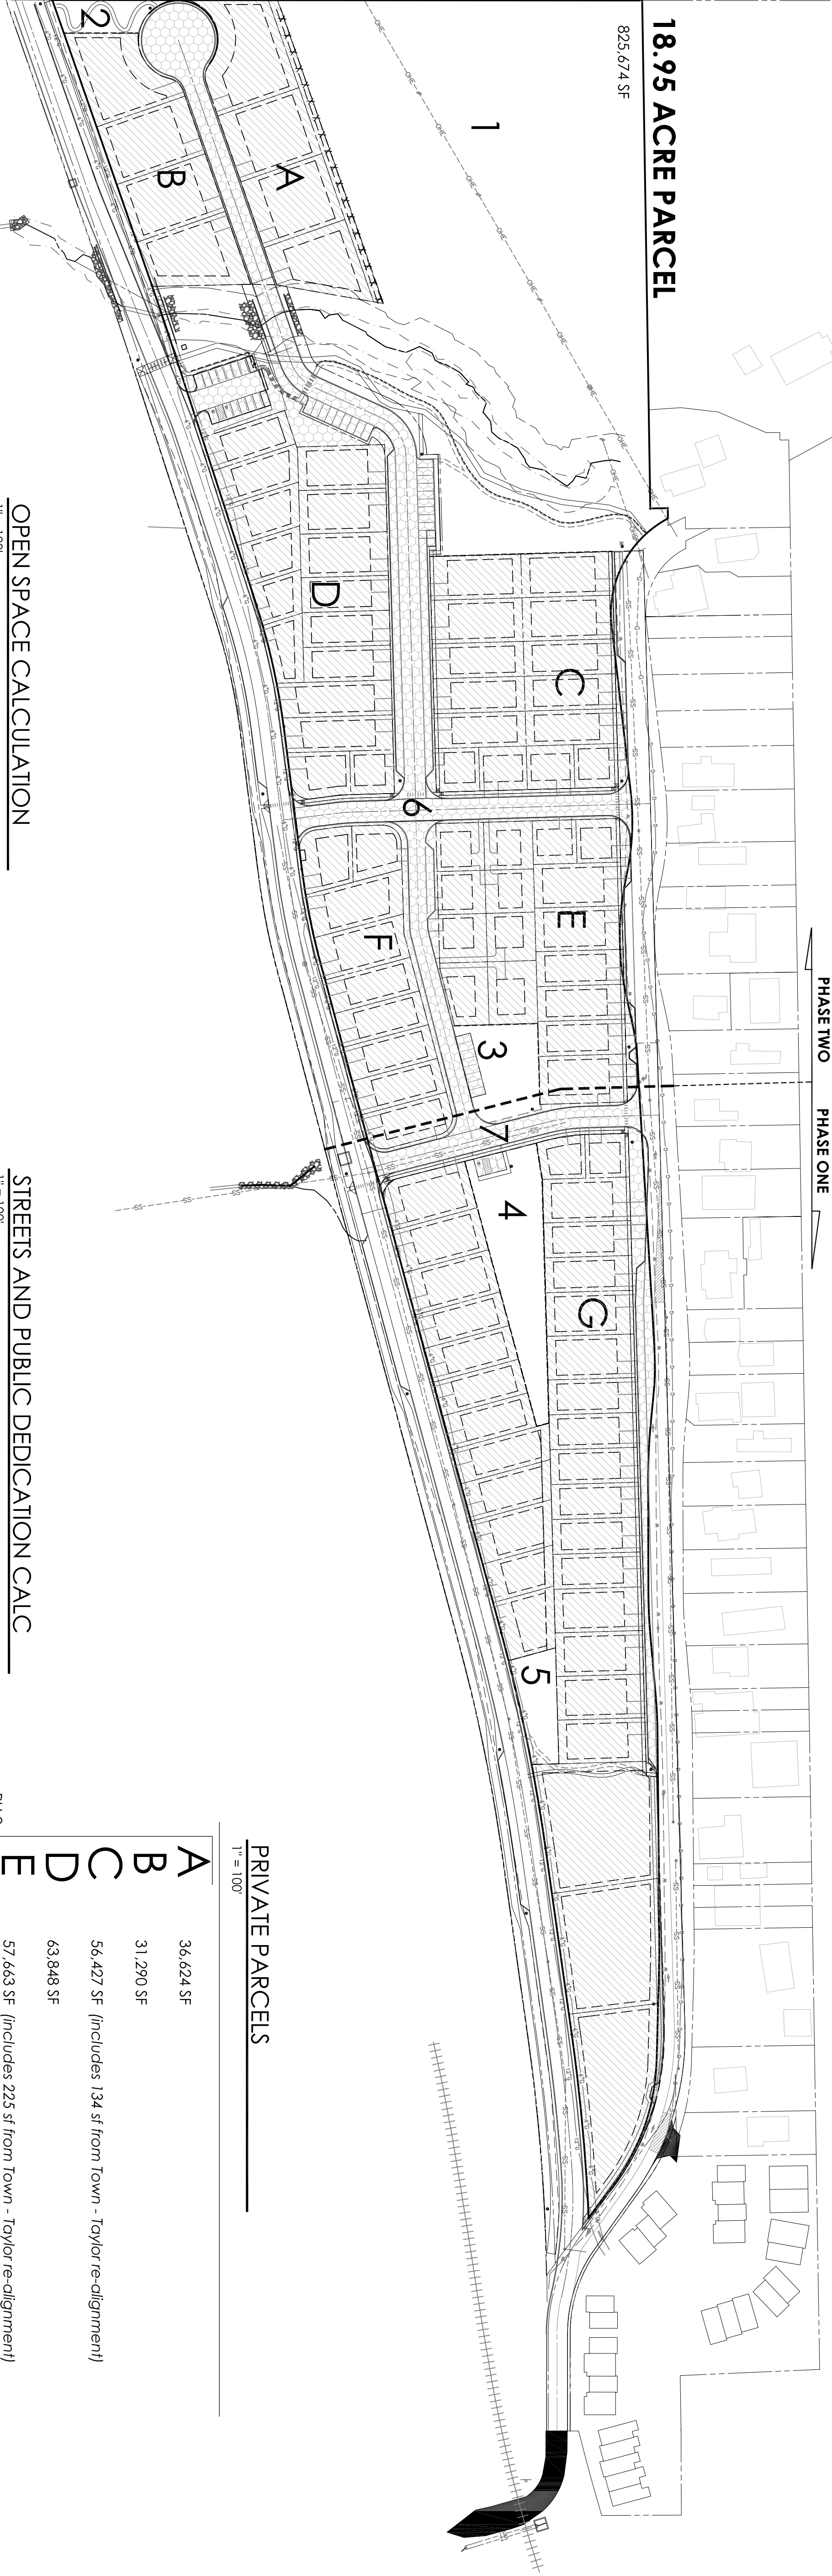 18.95 ACRE PARCEL
825,674 SF
PHASE TWO
PHASE ONE
1
2
A
B
C
D
6
E
F
3
7
4
G
5
OPEN SPACE CALCULATION
STREETS AND PUBLIC DEDICATION CALC
PRIVATE PARCELS
1" = 100'
A 36,624 SF
B 31,290 SF
C 56,427 SF (includes 134 sf from Town - Taylor re-alignment)
D 63,848 SF
E 57,663 SF (includes 225 sf from Town - Taylor re-alignment)